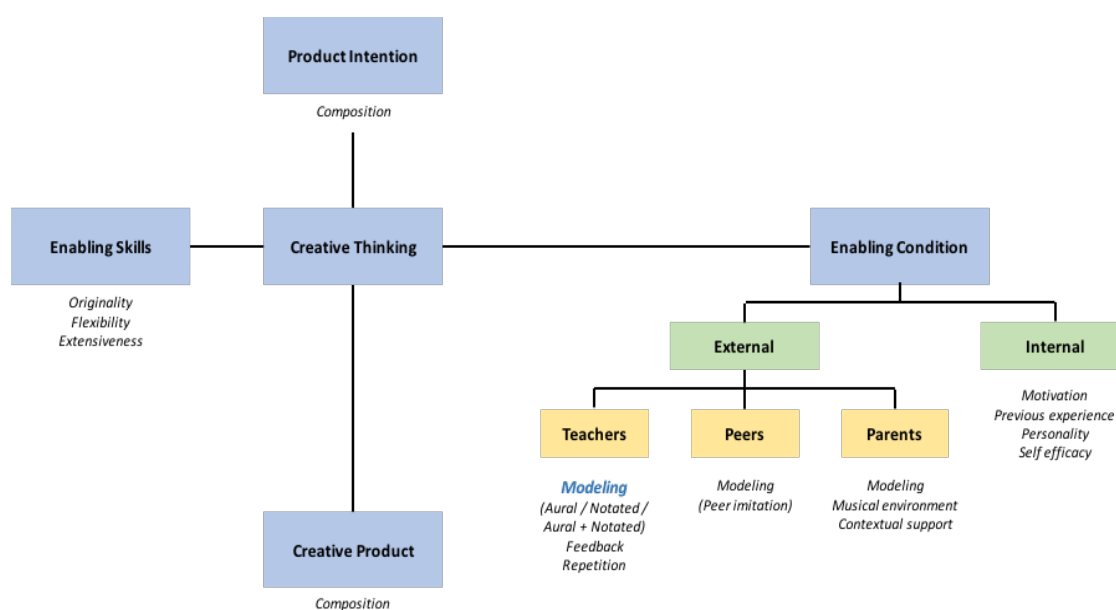 Product Intention
Composition
Enabling Skills
Creative Thinking
Enabling Condition
Originality
Flexibility
Extensiveness
External
Internal
Motivation
Previous experience
Personality
Self efficacy
Teachers
Peers
Parents
Modeling
(Aural / Notated /
Aural + Notated)
Feedback
Repetition
Modeling
(Peer imitation)
Modeling
Musical environment
Contextual support
Creative Product
Composition